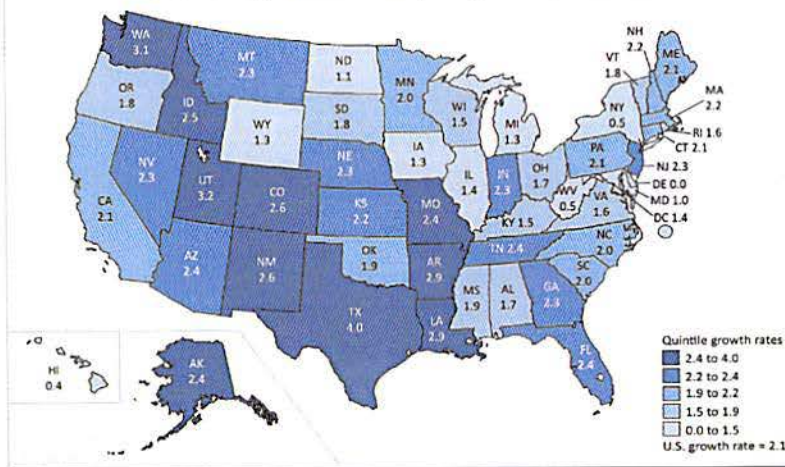 WA
3.1
MT
2.3
ND
1.1
MN
2.0
OR
1.8
ID
2.5
WY
1.3
SD
1.8
WI
1.5
MI
1.3
NY
0.5
VT
1.8
NH
2.2
ME
2.1
MA
2.2
RI 1.6
CT 2.1
NJ 2.3
DE 0.0
MD 1.0
DC 1.4
PA
2.1
NV
2.3
UT
3.2
CO
2.6
NE
2.3
IA
1.3
IL
1.4
IN
2.3
OH
1.7
WV
0.5
VA
1.6
CA
2.1
KS
2.2
MO
2.4
KY 1.5
NC
2.0
AZ
2.4
NM
2.6
OK
1.9
AR
2.9
TN 2.4
SC
2.0
TX
4.0
LA
2.9
MS
1.9
AL
1.7
GA
2.3
FL
2.4
HI
0.4
AK
2.4
Quintile growth rates
2.4 to 4.0
2.2 to 2.4
1.9 to 2.2
1.5 to 1.9
0.0 to 1.5
U.S. growth rate = 2.1